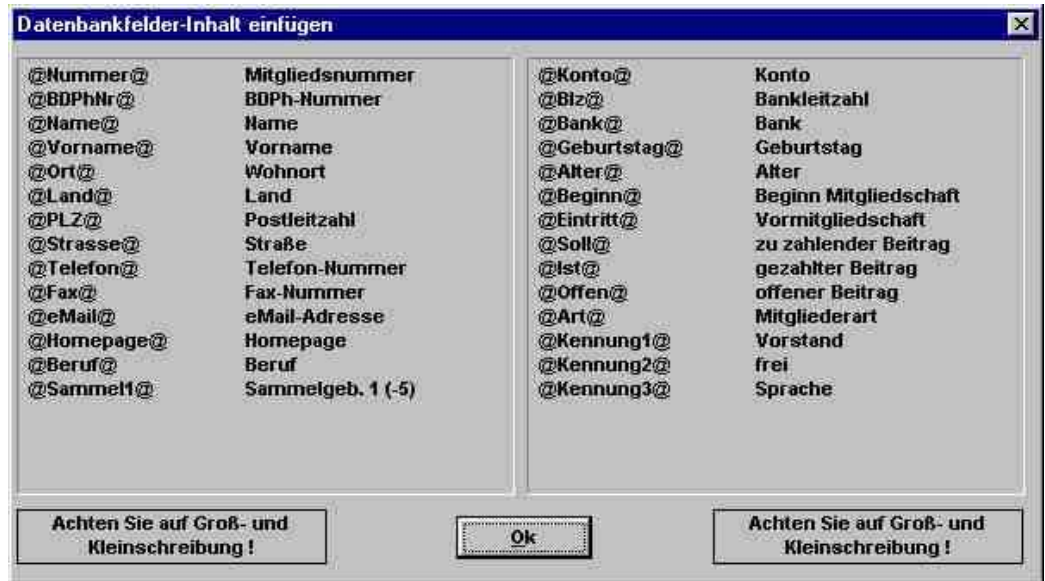 Datenbankfelder-Inhalt einfügen
@Nummer@ Mitgliedsnummer
@BDPhNr@ BDPh-Nummer
@Name@ Name
@Vorname@ Vorname
@Ort@ Wohnort
@Land@ Land
@PLZ@ Postleitzahl
@Strasse@ Straße
@Telefon@ Telefon-Nummer
@Fax@ Fax-Nummer
@eMail@ eMail-Adresse
@Homepage@ Homepage
@Beruf@ Beruf
@Sammel1@ Sammelgeb. 1 (-5)
@Konto@ Konto
@Blz@ Bankleitzahl
@Bank@ Bank
@Geburtstag@ Geburtstag
@Alter@ Alter
@Beginn@ Beginn Mitgliedschaft
@Eintritt@ Vormitgliedschaft
@Soll@ zu zahlender Beitrag
@Ist@ gezahlter Beitrag
@Offen@ offener Beitrag
@Art@ Mitgliederart
@Kennung1@ Vorstand
@Kennung2@ frei
@Kennung3@ Sprache
Achten Sie auf Groß- und
Kleinschreibung !
Ok
Achten Sie auf Groß- und
Kleinschreibung !